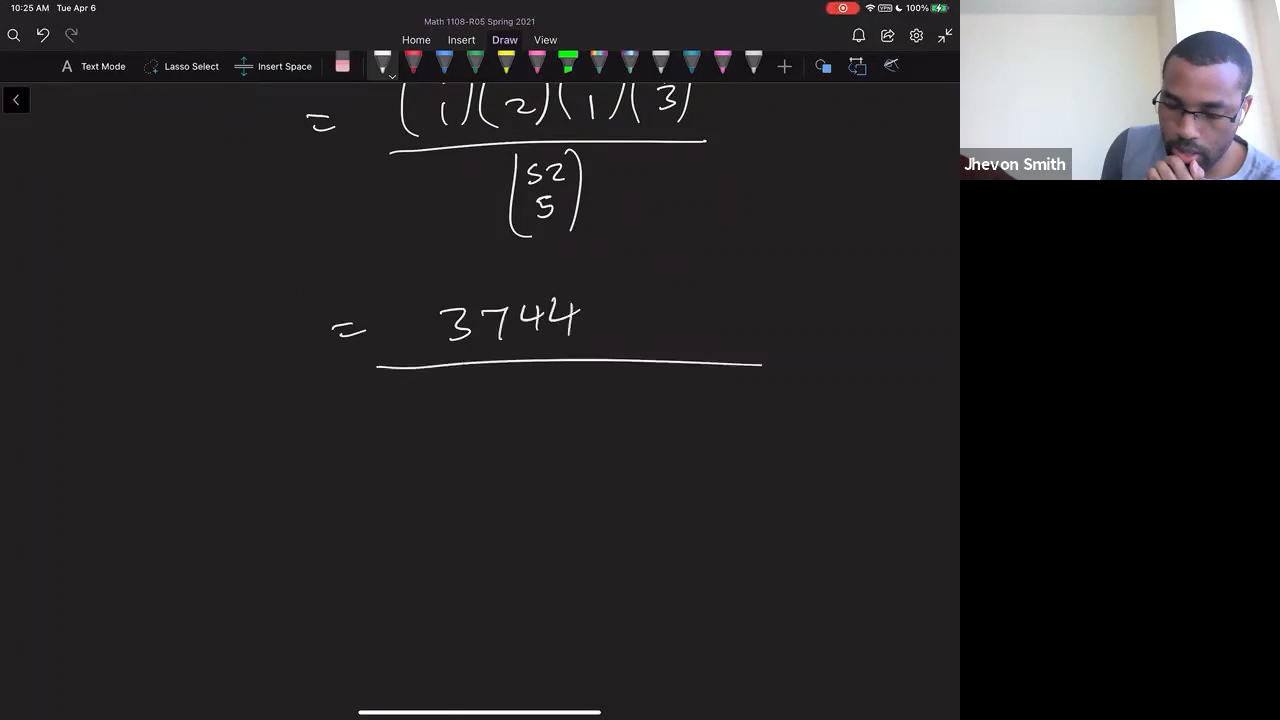 10:25 AM Tue Apr 6
VPN 100%
Math 1108-R05 Spring 2021
Home Insert Draw View
A Text Mode Lasso Select Insert Space
= ( 1)( 2)( 1)( 3)
(52
5)
= 3744
Jhevon Smith